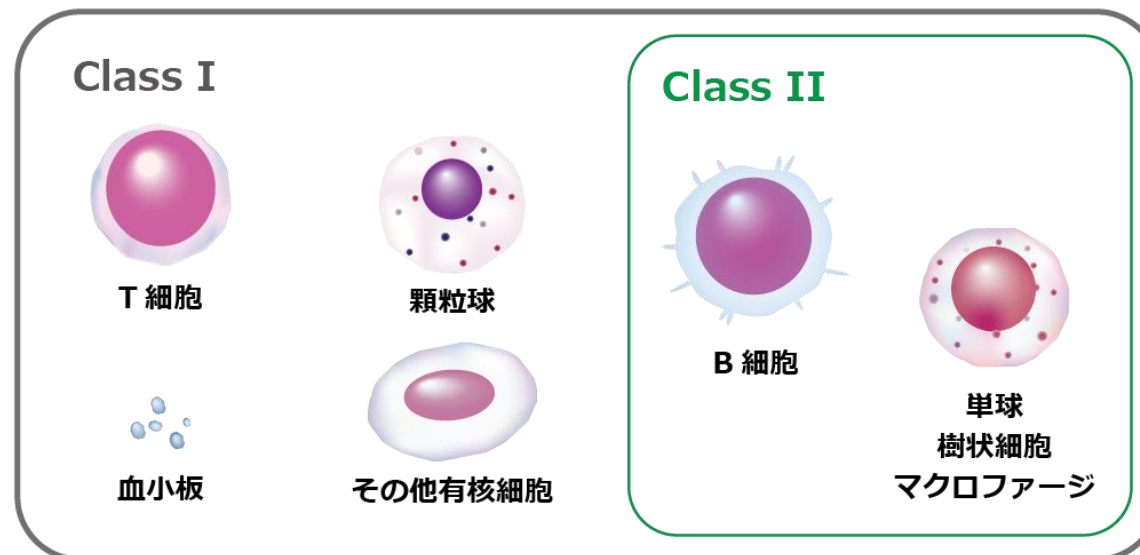 Class I
Class II
T 細胞
顆粒球
B 細胞
単球
樹状細胞
マクロファージ
血小板
その他有核細胞